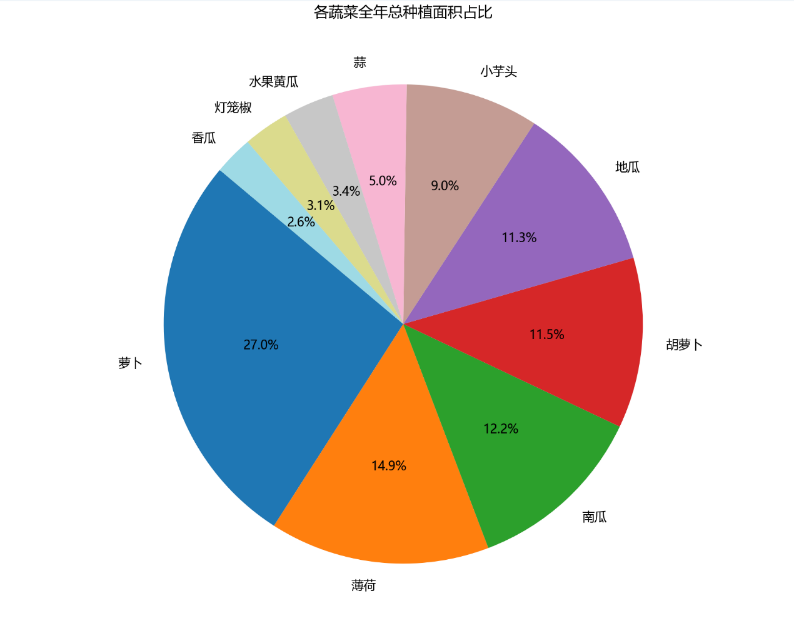 各蔬菜全年总种植面积占比
蒜
小芋头
水果黄瓜
灯笼椒
香瓜
地瓜
5.0%
9.0%
3.4%
3.1%
2.6%
11.3%
11.5%
27.0%
胡萝卜
萝卜
12.2%
14.9%
南瓜
薄荷